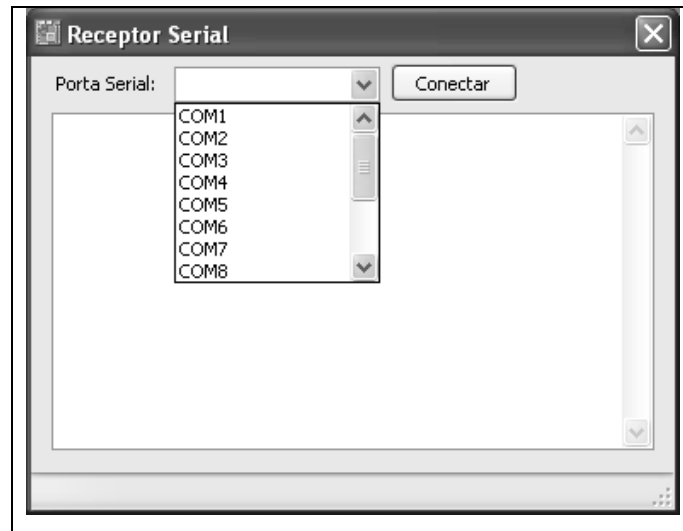 Receptor Serial
Porta Serial:
Conectar
COM1
COM2
COM3
COM4
COM5
COM6
COM7
COM8